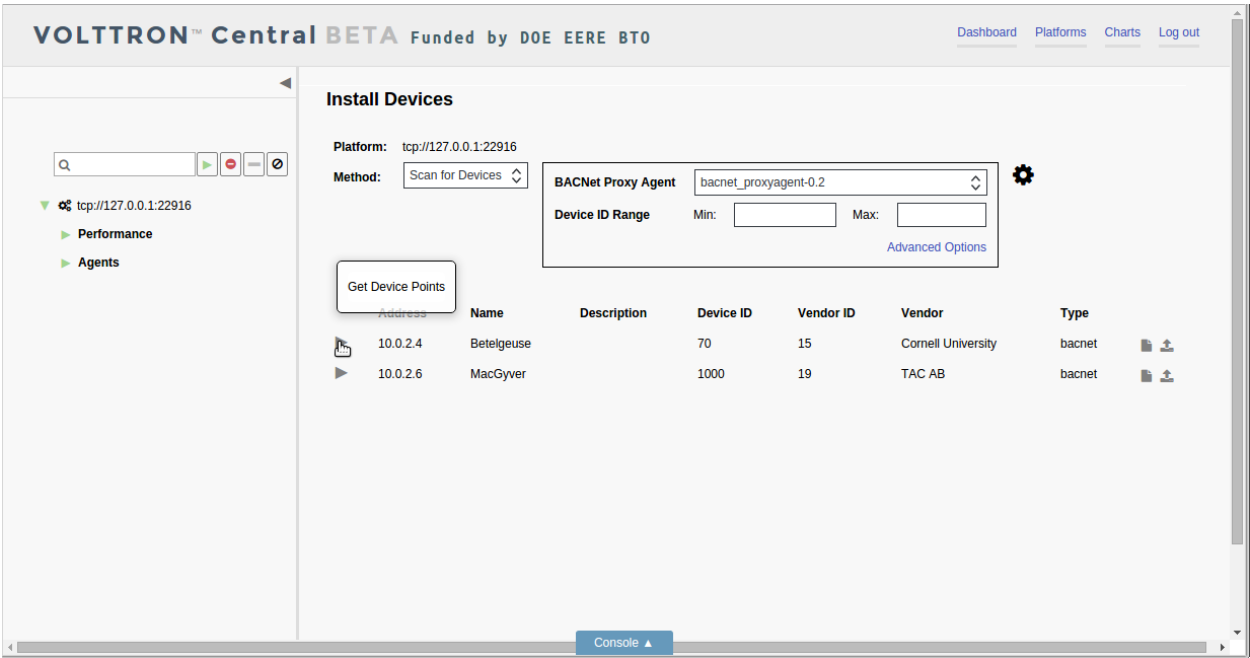 VOLTTRON™ Central BETA Funded by DOE EERE BTO
Dashboard Platforms Charts Log out
Install Devices
Platform: tcp://127.0.0.1:22916
Method: Scan for Devices
BACNet Proxy Agent bacnet_proxyagent-0.2
Device ID Range Min: Max:
Advanced Options
tcp://127.0.0.1:22916
Performance
Agents
Get Device Points
Address Name Description Device ID Vendor ID Vendor Type
10.0.2.4 Betelgeuse 70 15 Cornell University bacnet
10.0.2.6 MacGyver 1000 19 TAC AB bacnet
Console ▲